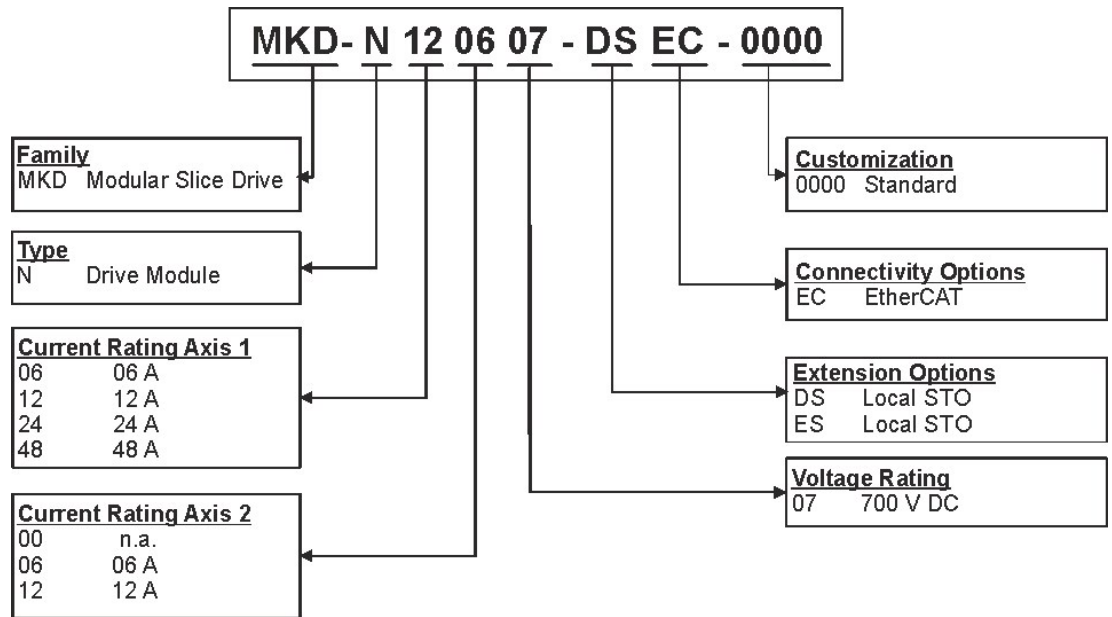 MKD- N 12 06 07 - DS EC - 0000
Family
MKD Modular Slice Drive
Type
N Drive Module
Current Rating Axis 1
06 06 A
12 12 A
24 24 A
48 48 A
Current Rating Axis 2
00 n.a.
06 06 A
12 12 A
Customization
0000 Standard
Connectivity Options
EC EtherCAT
Extension Options
DS Local STO
ES Local STO
Voltage Rating
07 700 V DC